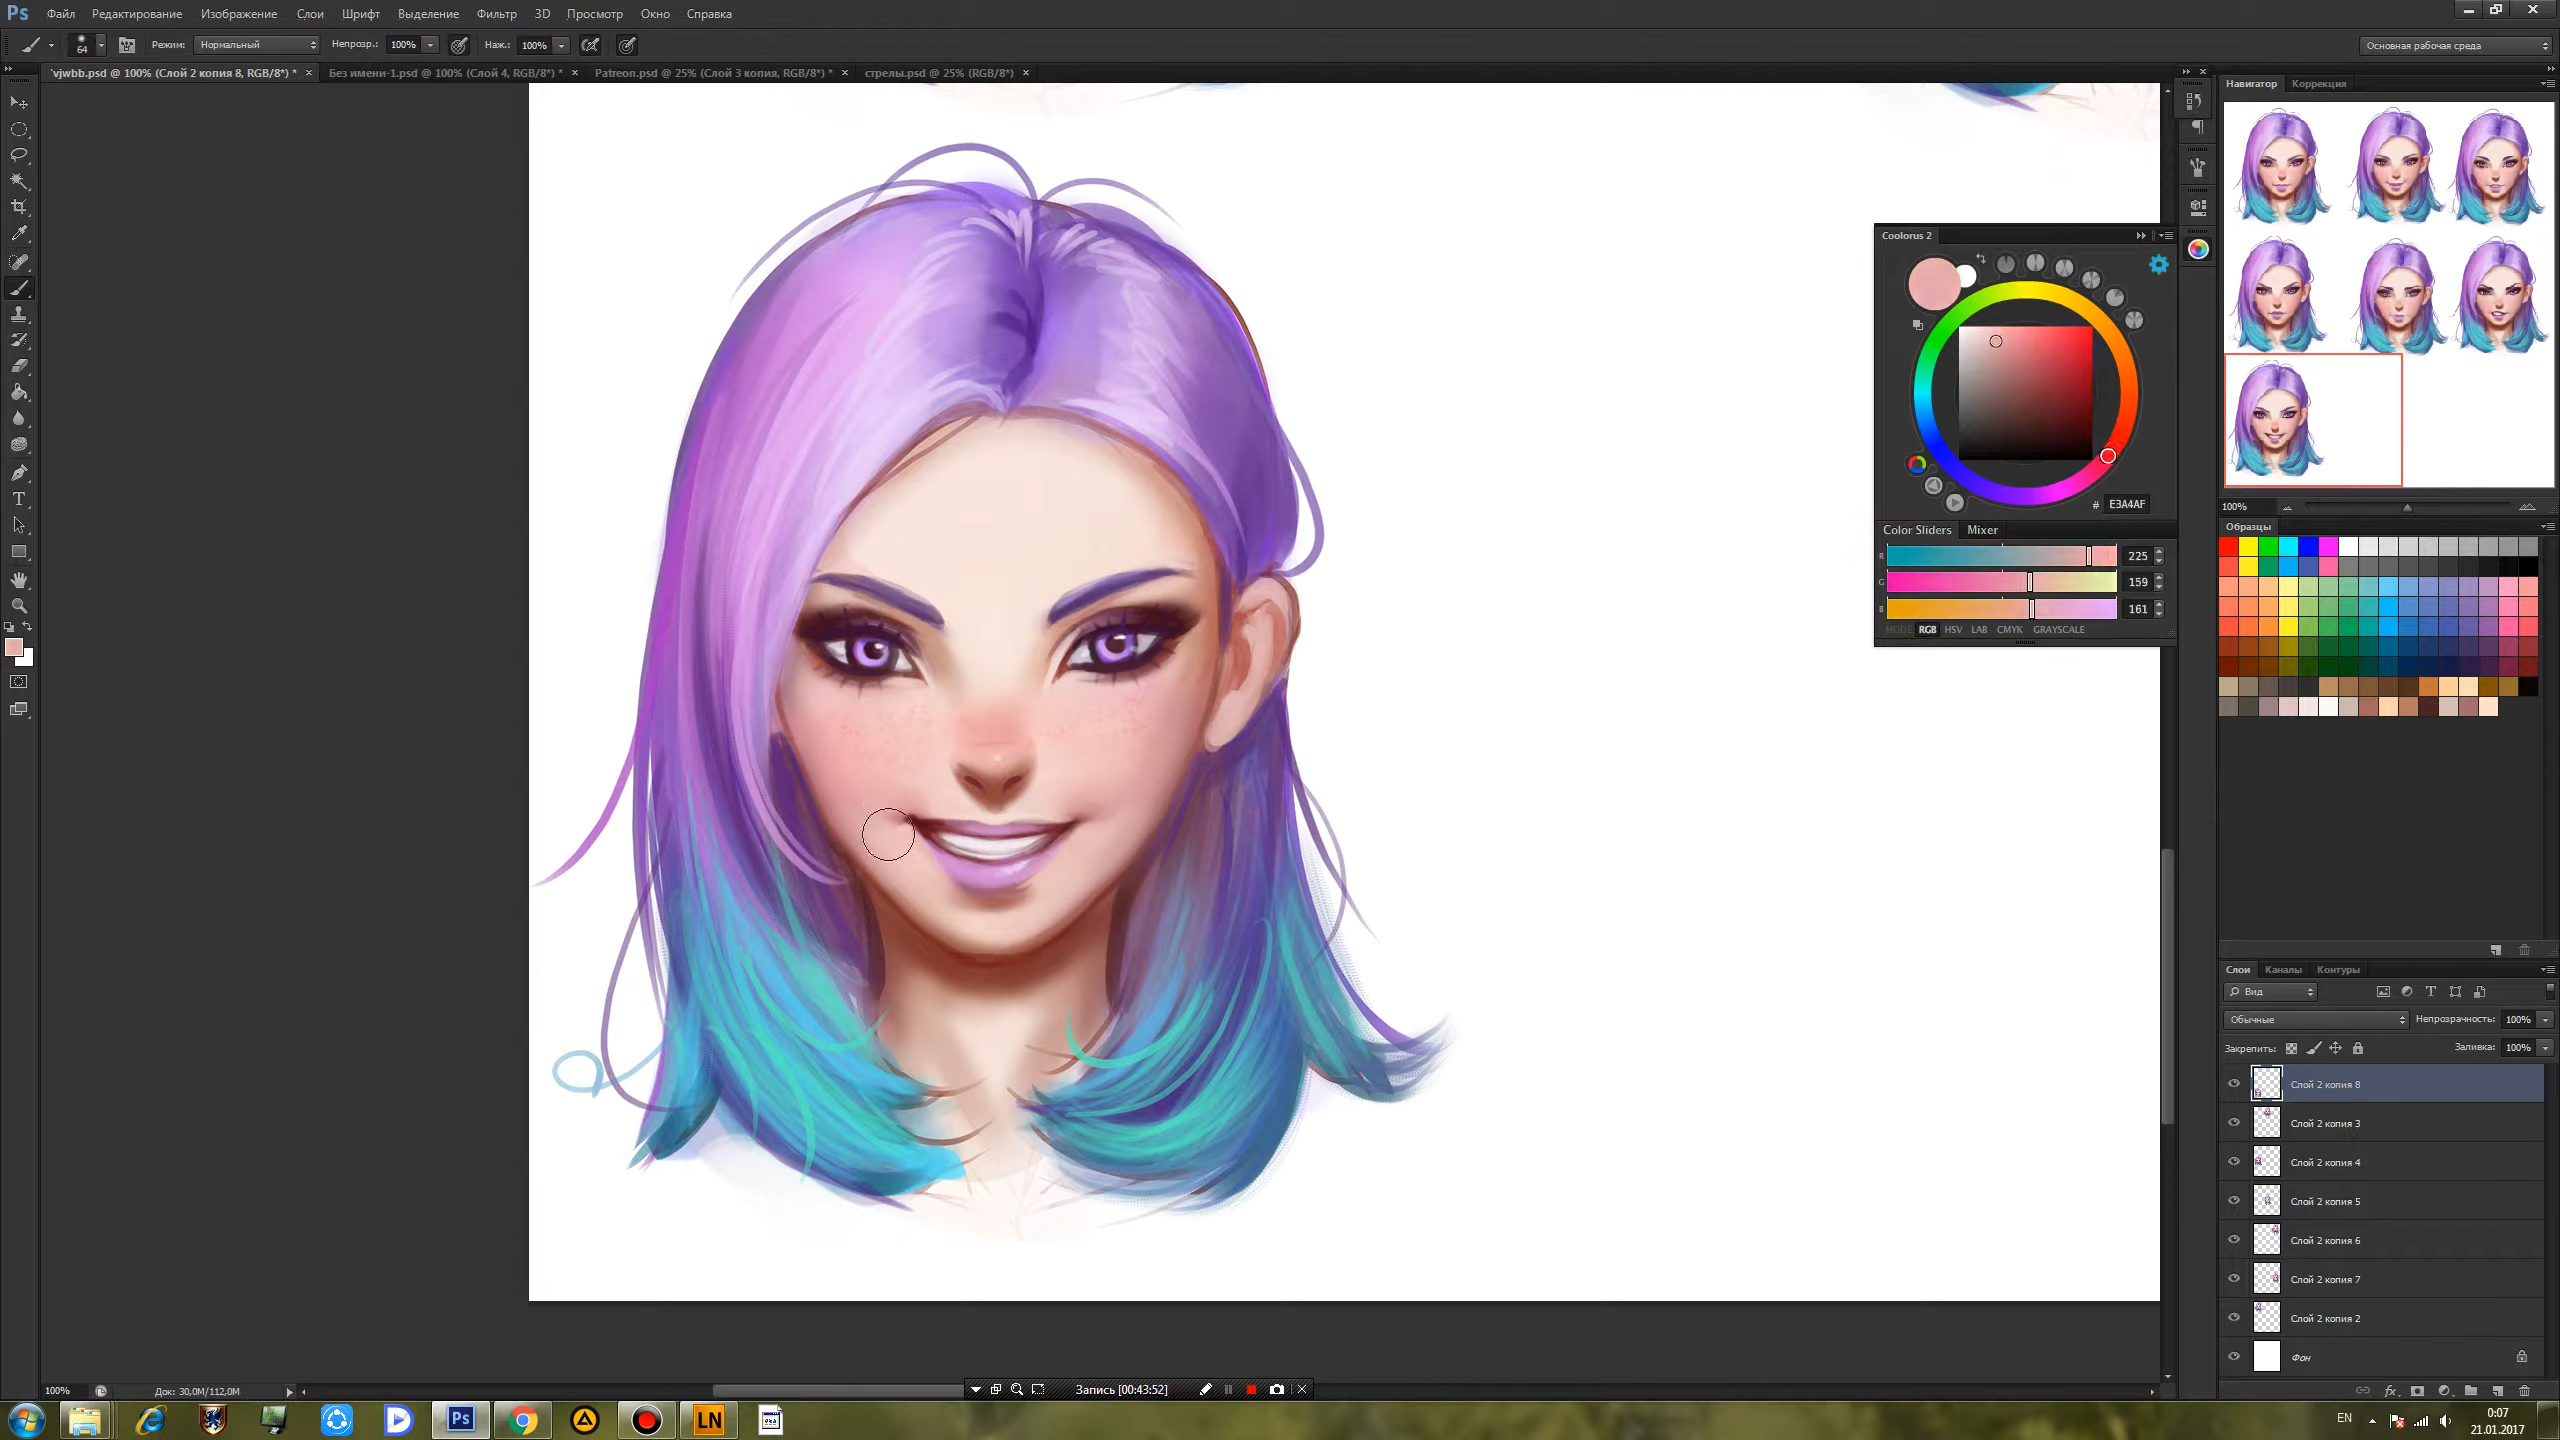 Ps Файл Редактирование Изображение Слои Шрифт Выделение Фильтр 3D Просмотр Окно Справка
64 Режим: Нормальный Непрозр.: 100% Наж.: 100% Основная рабочая среда
*vjwbb.psd @ 100% (Слой 2 копия 8, RGB/8*) * Без имени-1.psd @ 100% (Слой 4, RGB/8*) * Patreon.psd @ 25% (Слой 3 копия, RGB/8*) * стрелы.psd @ 25% (RGB/8*)
Навигатор Коррекция
Coolorus 2
# E3A4AF
Color Sliders Mixer
R 225
G 159
B 161
MODE RGB HSV LAB CMYK GRAYSCALE
100%
Образцы
Слои Каналы Контуры
Вид
Обычные Непрозрачность: 100%
Закрепить: Заливка: 100%
Слой 2 копия 8
Слой 2 копия 3
Слой 2 копия 4
Слой 2 копия 5
Слой 2 копия 6
Слой 2 копия 7
Слой 2 копия 2
Фон
100% Док: 30,0M/112,0M
Запись [00:43:52]
Ps LN EN 0:07
21.01.2017